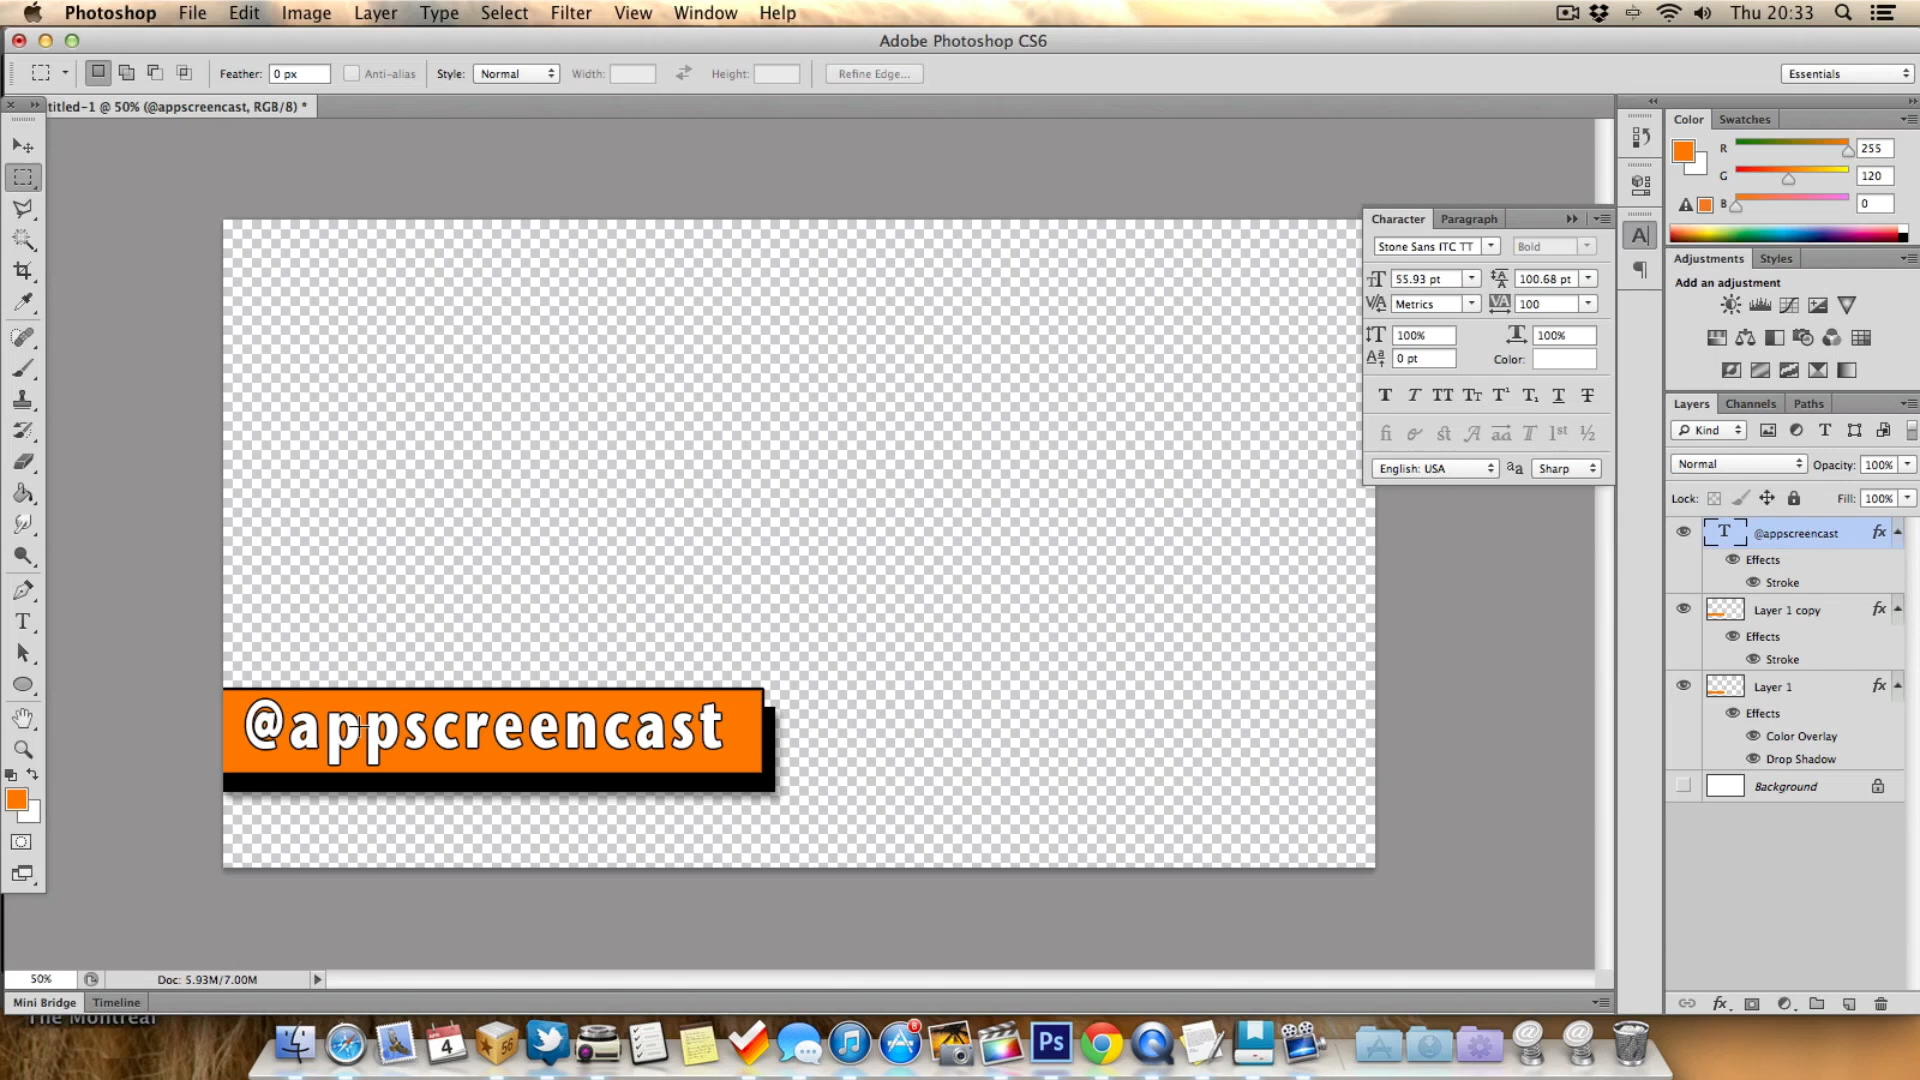 Photoshop File Edit Image Layer Type Select Filter View Window Help Thu 20:33
Adobe Photoshop CS6
Feather: 0 px Anti-alias Style: Normal Width: Height: Refine Edge... Essentials
titled-1 @ 50% (@appscreencast, RGB/8) *
Color Swatches
R 255
G 120
B 0
Character Paragraph
Stone Sans ITC TT Bold
55.93 pt 100.68 pt
Metrics 100
100% 100%
0 pt Color:
English: USA Sharp
Adjustments Styles
Add an adjustment
Layers Channels Paths
Kind
Normal Opacity: 100%
Lock: Fill: 100%
@appscreencast fx
Effects
Stroke
Layer 1 copy fx
Effects
Stroke
Layer 1 fx
Effects
Color Overlay
Drop Shadow
Background
@appscreencast
50% Doc: 5.93M/7.00M
Mini Bridge Timeline
The Montreal
4
56
8
Ps